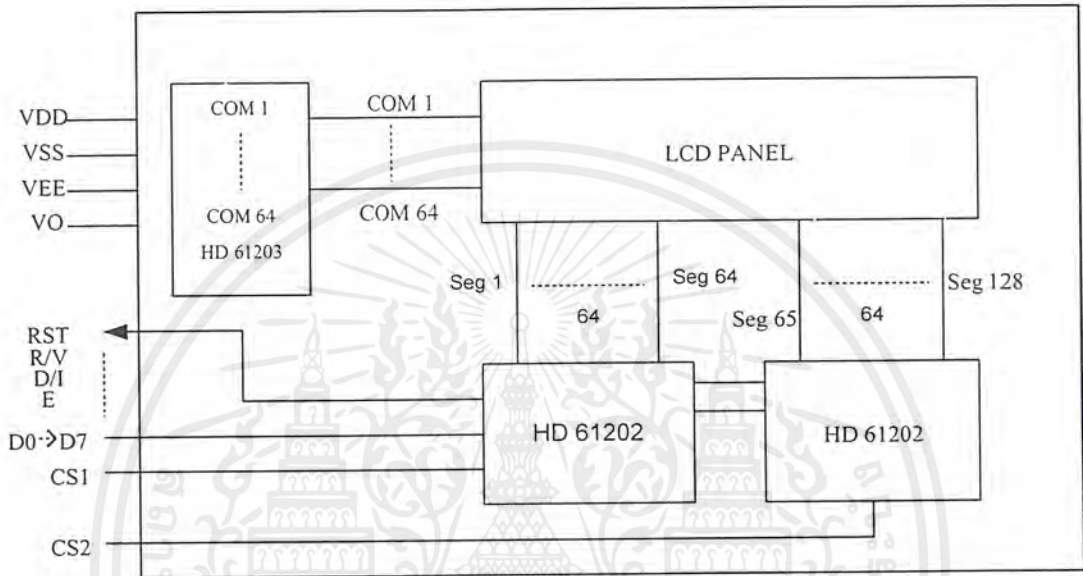 VDD
VSS
VEE
VO
COM 1
COM 64
HD 61203
COM 1
COM 64
LCD PANEL
Seg 1
Seg 64
64
Seg 65
64
Seg 128
RST
R/V
D/I
E
D0->D7
CS1
CS2
HD 61202
HD 61202